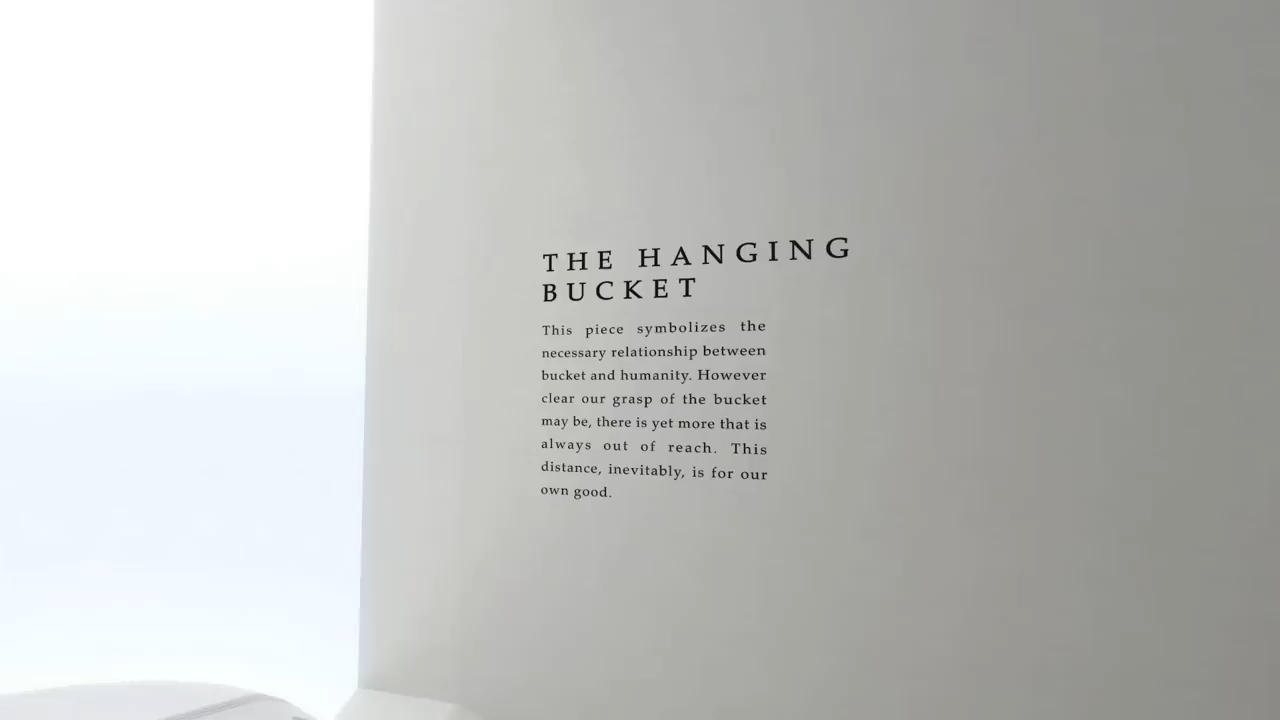 THE HANGING
BUCKET
This piece symbolizes the
necessary relationship between
bucket and humanity. However
clear our grasp of the bucket
may be, there is yet more that is
always out of reach. This
distance, inevitably, is for our
own good.